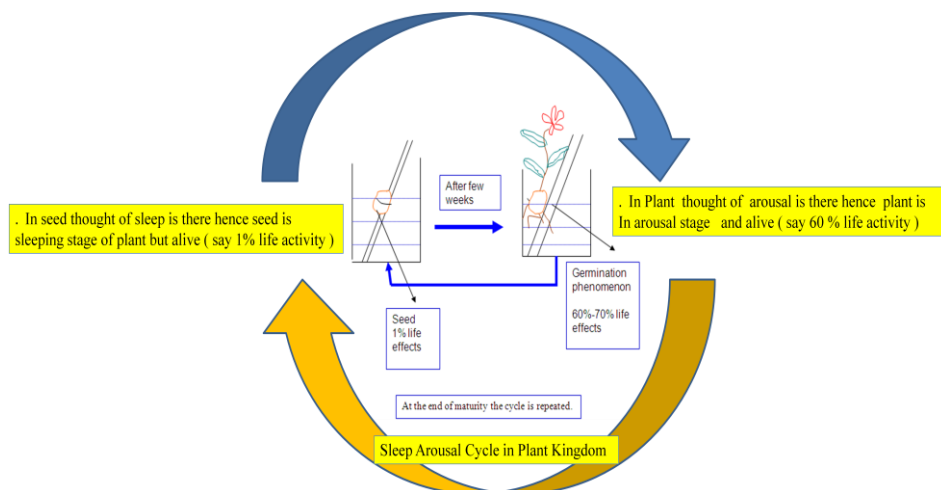 . In seed thought of sleep is there hence seed is
sleeping stage of plant but alive ( say 1% life activity )
After few
weeks
. In Plant thought of arousal is there hence plant is
In arousal stage and alive ( say 60 % life activity )
Seed
1% life
effects
Germination
phenomenon
60%-70% life
effects
At the end of maturity the cycle is repeated.
Sleep Arousal Cycle in Plant Kingdom